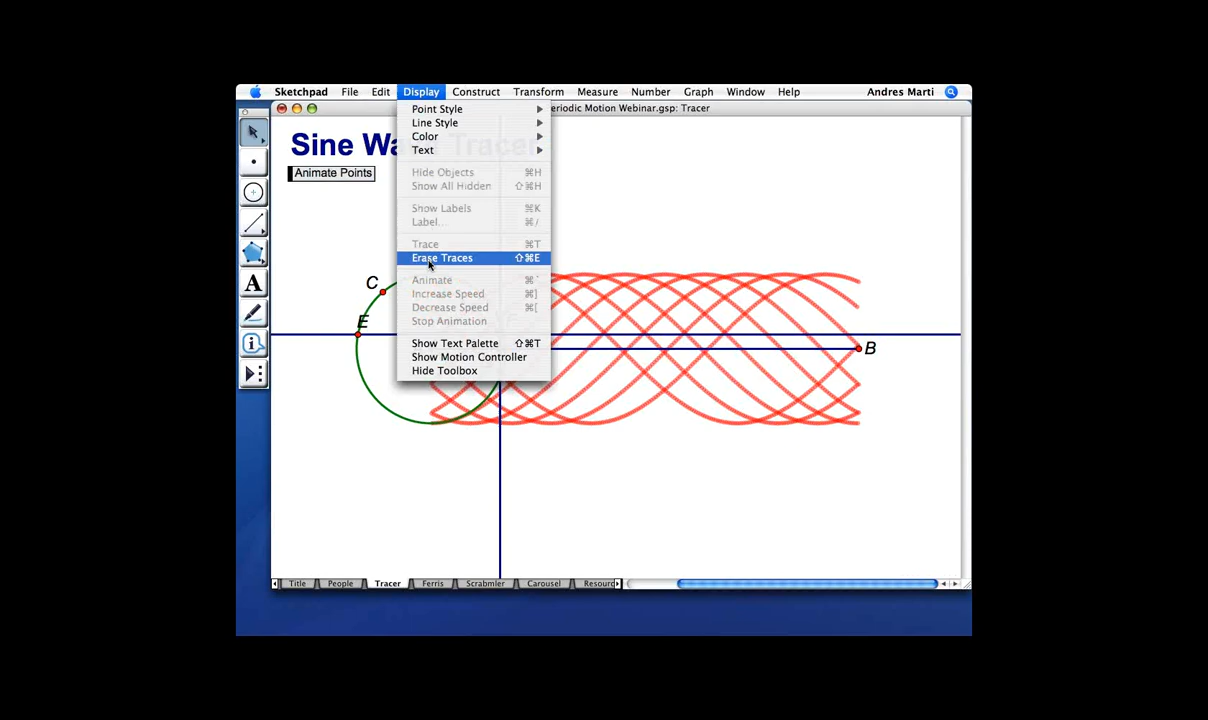 Sketchpad File Edit Display Construct Transform Measure Number Graph Window Help Andres Marti
eriodic Motion Webinar.gsp: Tracer
Sine Wa Tracer
Animate Points
Point Style
Line Style
Color
Text
Hide Objects ⌘H
Show All Hidden ⇧⌘H
Show Labels ⌘K
Label... ⌘/
Trace ⌘T
Erase Traces ⇧⌘E
Animate ⌘`
Increase Speed ⌘]
Decrease Speed ⌘[
Stop Animation
Show Text Palette ⇧⌘T
Show Motion Controller
Hide Toolbox
A
C
E
B
Title People Tracer Ferris Scrabmler Carousel Resourc